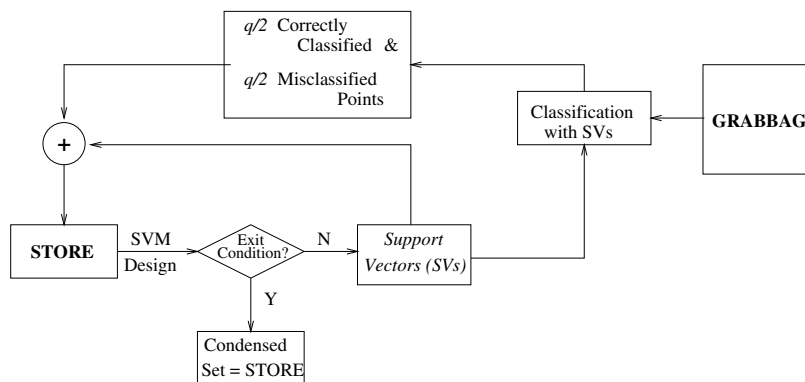 q/2 Correctly
Classified &
q/2 Misclassified
Points
Classification
with SVs
GRABBAG
+
STORE
SVM
Design
Exit
Condition?
N
Support
Vectors (SVs)
Y
Condensed
Set = STORE